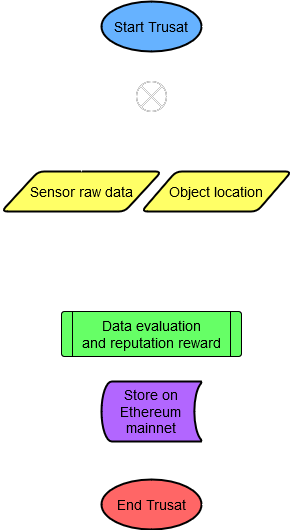 Start Trusat
Sensor raw data
Object location
Data evaluation
and reputation reward
Store on
Ethereum
mainnet
End Trusat